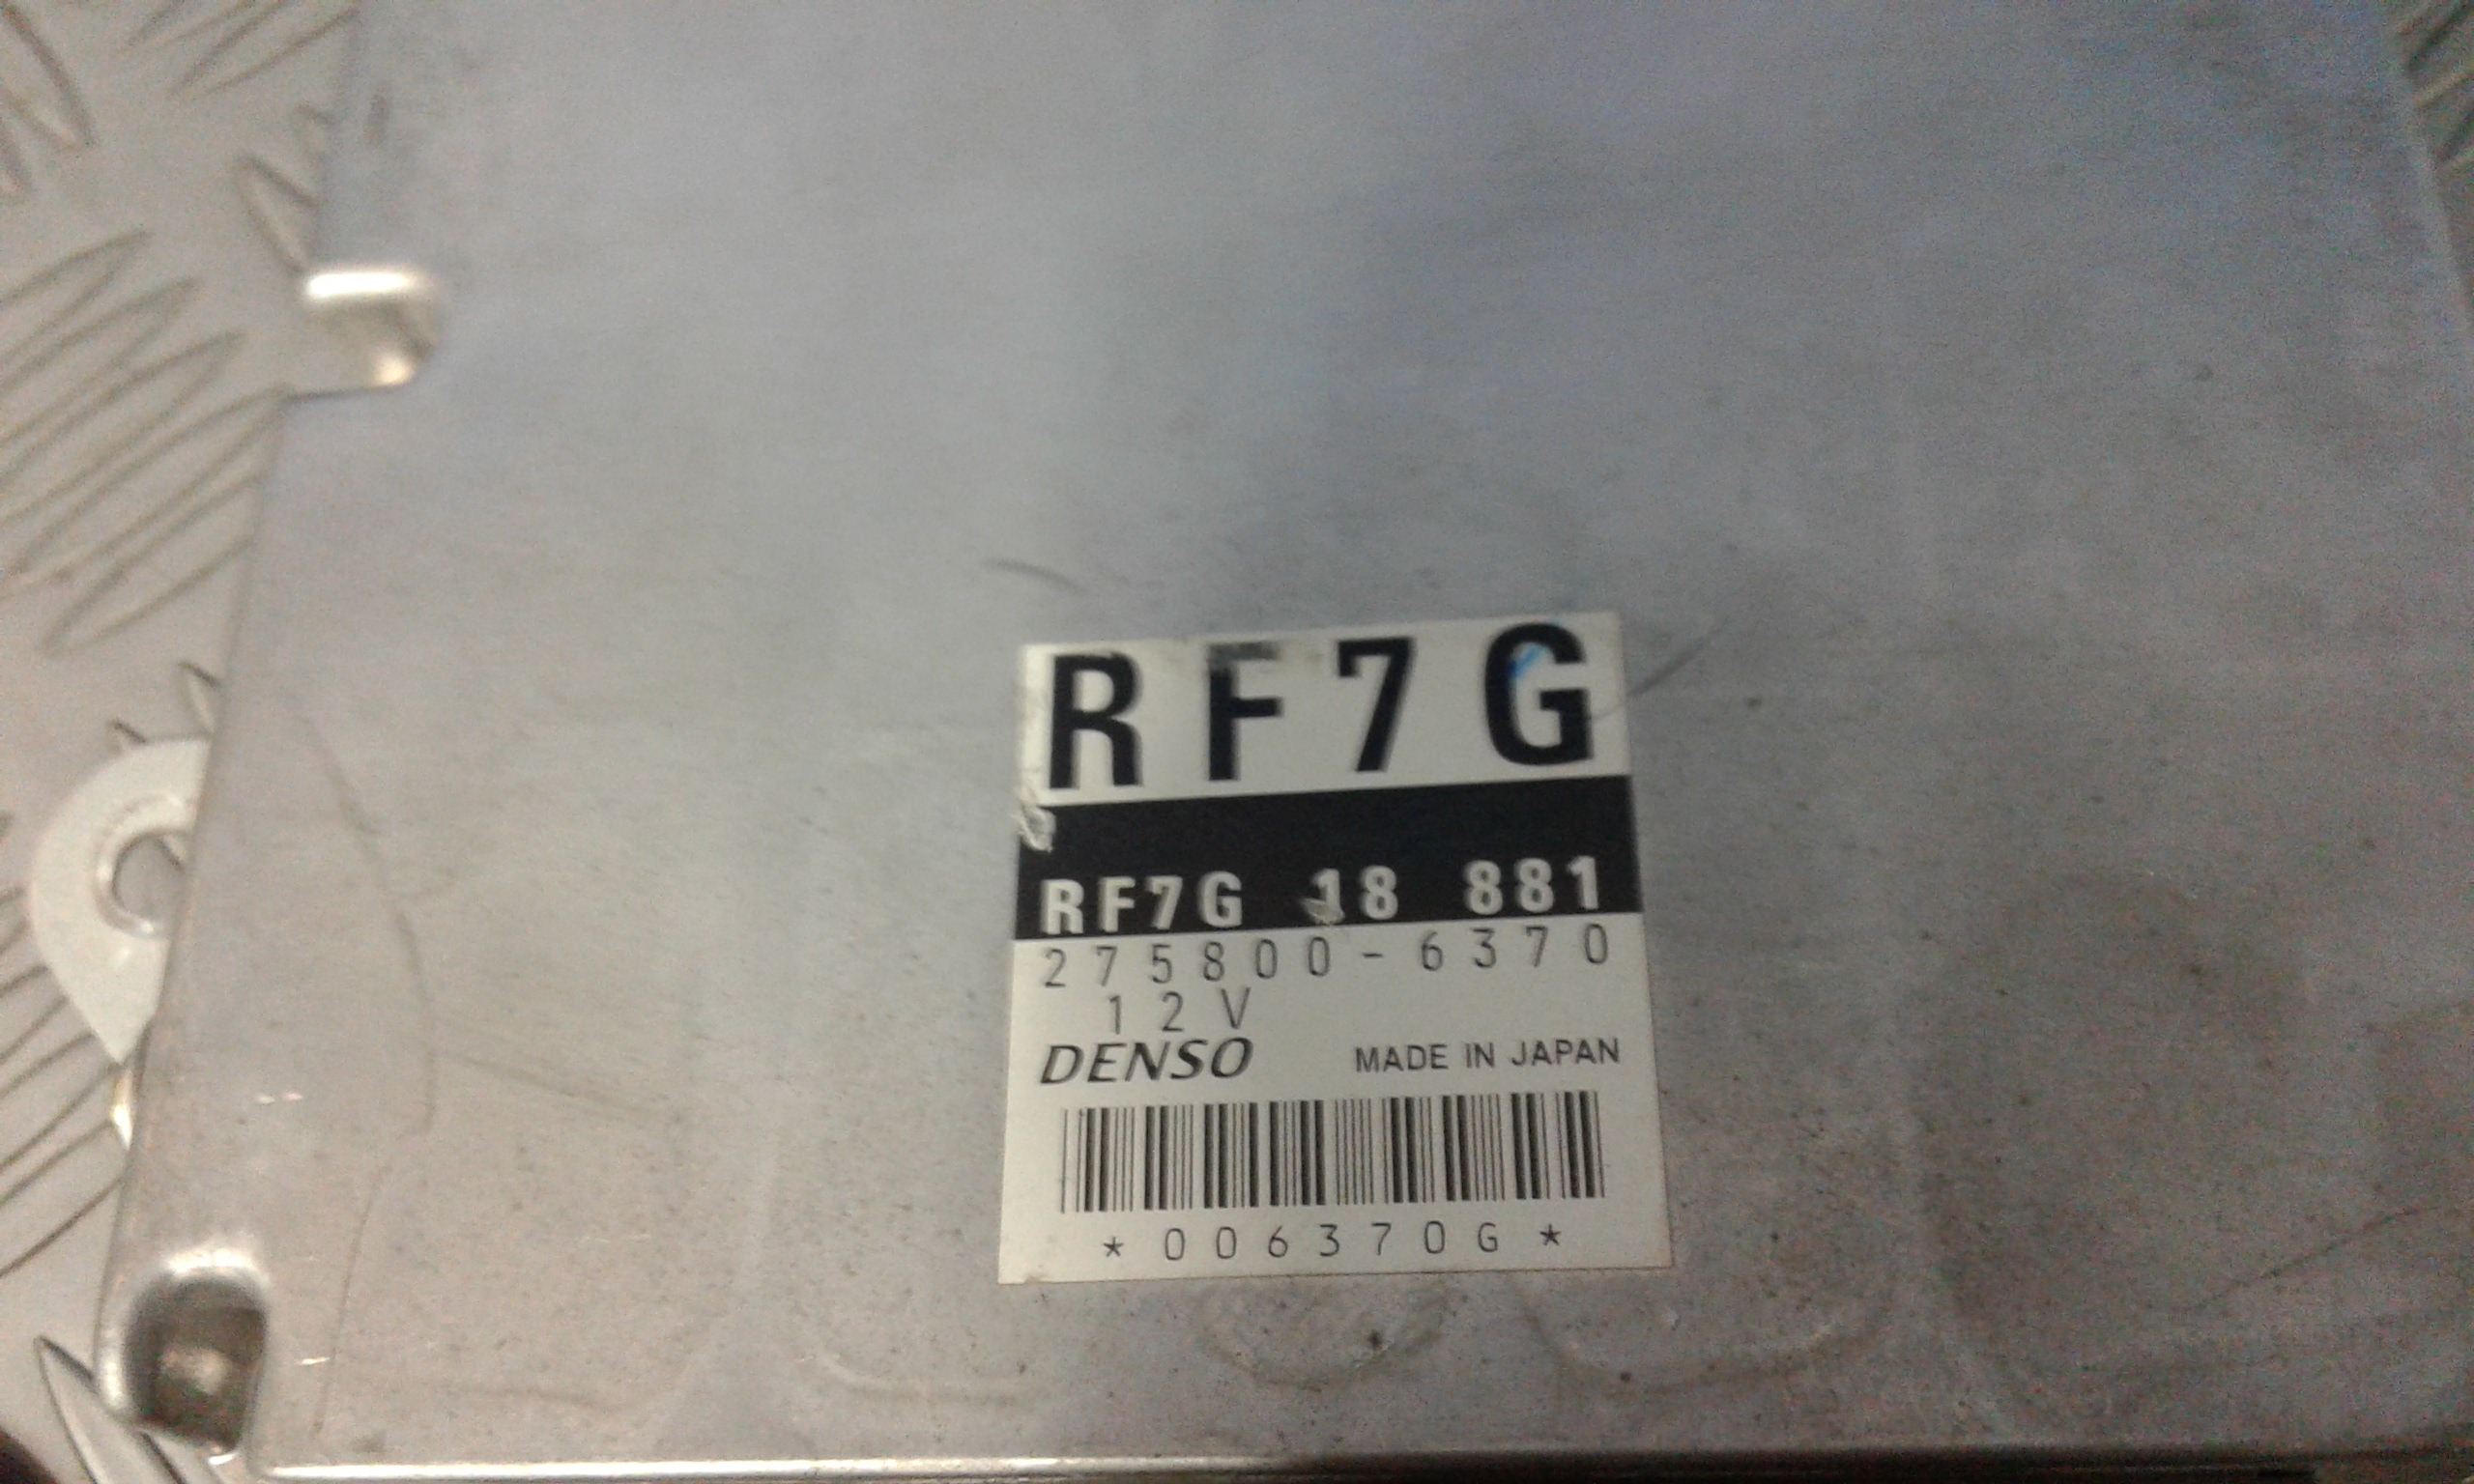 RF7G
RF7G 18 881
275800-6370
12V
DENSO MADE IN JAPAN
*006370G*